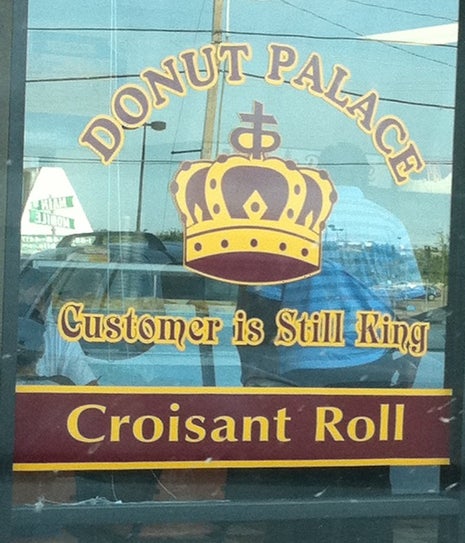 DONUT PALACE
Customer is Still King
Croisant Roll